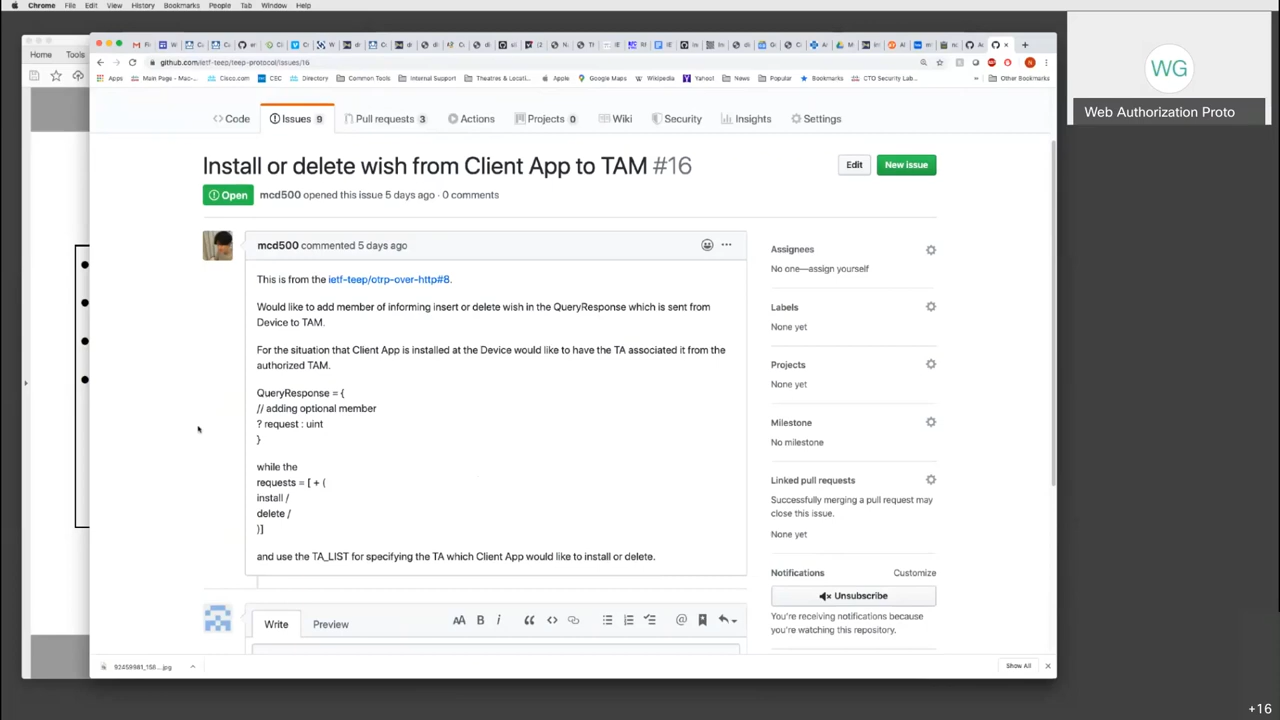 Chrome File Edit View History Bookmarks People Tab Window Help
WG
Web Authorization Proto
Home Tools
github.com/ietf-teep/teep-protocol/issues/16
Apps Main Page - Mac-... Cisco.com CEC Directory Common Tools Internal Support Theatres & Locati... Apple Google Maps Wikipedia Yahoo! News Popular Bookmarks CTO Security Lab... » Other Bookmarks
Code Issues 9 Pull requests 3 Actions Projects 0 Wiki Security Insights Settings
Install or delete wish from Client App to TAM #16
Edit New issue
Open mcd500 opened this issue 5 days ago · 0 comments
mcd500 commented 5 days ago
This is from the ietf-teep/otrp-over-http#8.
Would like to add member of informing insert or delete wish in the QueryResponse which is sent from
Device to TAM.
For the situation that Client App is installed at the Device would like to have the TA associated it from the
authorized TAM.
QueryResponse = {
// adding optional member
? request : uint
}
while the
requests = [ + (
install /
delete /
)]
and use the TA_LIST for specifying the TA which Client App would like to install or delete.
Assignees
No one—assign yourself
Labels
None yet
Projects
None yet
Milestone
No milestone
Linked pull requests
Successfully merging a pull request may
close this issue.
None yet
Notifications Customize
Unsubscribe
You're receiving notifications because
you're watching this repository.
Write Preview
AA B i @
92459981_158....jpg
Show All
+16